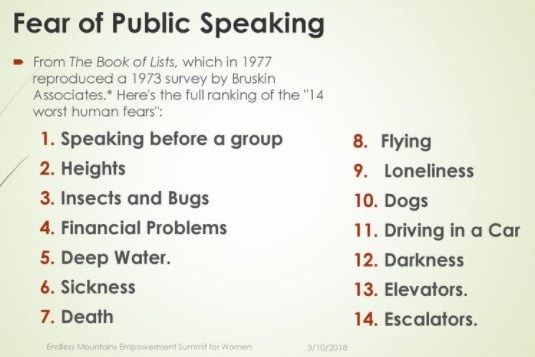 Fear of Public Speaking
From The Book of Lists, which in 1977
reproduced a 1973 survey by Bruskin
Associates.* Here's the full ranking of the "14
worst human fears":
1. Speaking before a group
2. Heights
3. Insects and Bugs
4. Financial Problems
5. Deep Water.
6. Sickness
7. Death
8. Flying
9. Loneliness
10. Dogs
11. Driving in a Car
12. Darkness
13. Elevators.
14. Escalators.
Endless Mountains Empowerment Summit for Women
3/10/2018